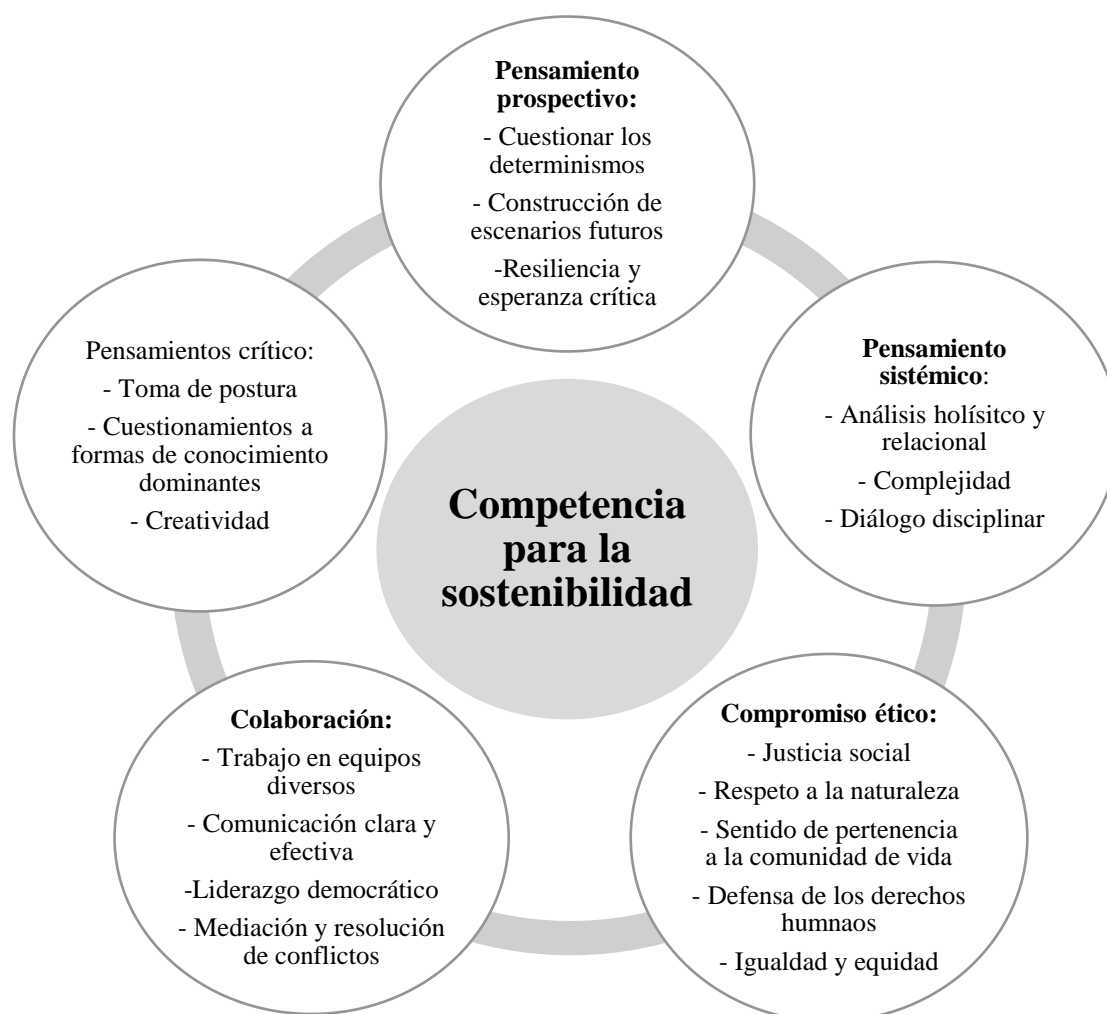 Pensamiento
prospectivo:
- Cuestionar los
determinismos
- Construcción de
escenarios futuros
-Resiliencia y
esperanza crítica
Pensamiento
sistémico:
- Análisis holísitco y
relacional
- Complejidad
- Diálogo disciplinar
Compromiso ético:
- Justicia social
- Respeto a la naturaleza
- Sentido de pertenencia
a la comunidad de vida
- Defensa de los derechos
humnaos
- Igualdad y equidad
Colaboración:
- Trabajo en equipos
diversos
- Comunicación clara y
efectiva
-Liderazgo democrático
- Mediación y resolución
de conflictos
Pensamientos crítico:
- Toma de postura
- Cuestionamientos a
formas de conocimiento
dominantes
- Creatividad
Competencia
para la
sostenibilidad